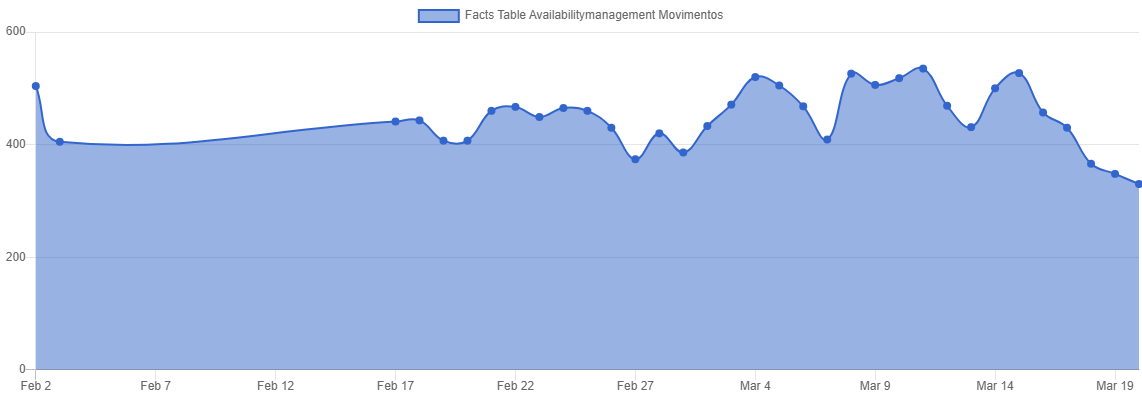 Facts Table Availabilitymanagement Movimentos
600
400
200
0
Feb 2 Feb 7 Feb 12 Feb 17 Feb 22 Feb 27 Mar 4 Mar 9 Mar 14 Mar 19